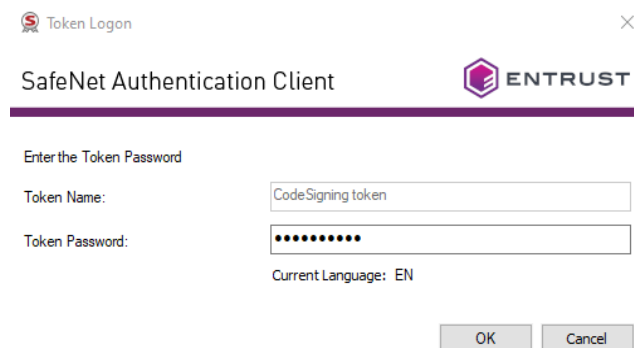 Token Logon
SafeNet Authentication Client
ENTRUST
Enter the Token Password
Token Name: CodeSigning token
Token Password: ••••••••••
Current Language: EN
OK Cancel